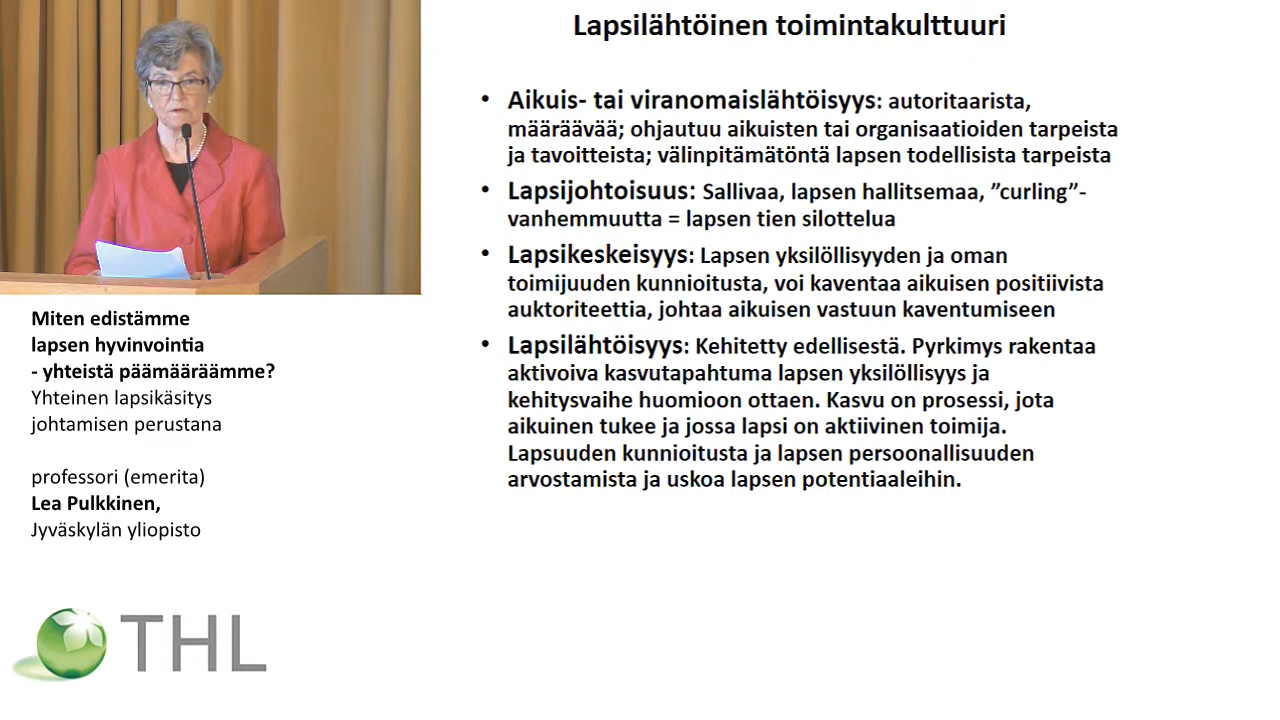 Lapsilähtöinen toimintakulttuuri
• Aikuis- tai viranomaislähtöisyys: autoritaarista,
määräävää; ohjautuu aikuisten tai organisaatioiden tarpeista
ja tavoitteista; välinpitämätöntä lapsen todellisista tarpeista
• Lapsijohtoisuus: Sallivaa, lapsen hallitsemaa, ”curling”-
vanhemmuutta = lapsen tien silottelua
• Lapsikeskeisyys: Lapsen yksilöllisyyden ja oman
toimijuuden kunnioitusta, voi kaventaa aikuisen positiivista
auktoriteettia, johtaa aikuisen vastuun kaventumiseen
• Lapsilähtöisyys: Kehitetty edellisestä. Pyrkimys rakentaa
aktivoiva kasvutapahtuma lapsen yksilöllisyys ja
kehitysvaihe huomioon ottaen. Kasvu on prosessi, jota
aikuinen tukee ja jossa lapsi on aktiivinen toimija.
Lapsuuden kunnioitusta ja lapsen persoonallisuuden
arvostamista ja uskoa lapsen potentiaaleihin.
Miten edistämme
lapsen hyvinvointia
- yhteistä päämääräämme?
Yhteinen lapsikäsitys
johtamisen perustana
professori (emerita)
Lea Pulkkinen,
Jyväskylän yliopisto
THL